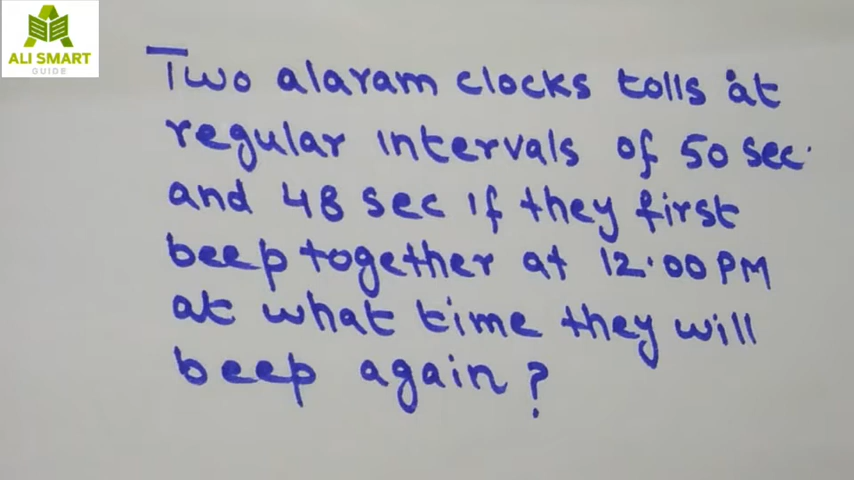 ALI SMART
GUIDE
Two alaram clocks tolls at
regular intervals of 50 sec.
and 48 sec if they first
beep together at 12.00 PM
at what time they will
beep again?